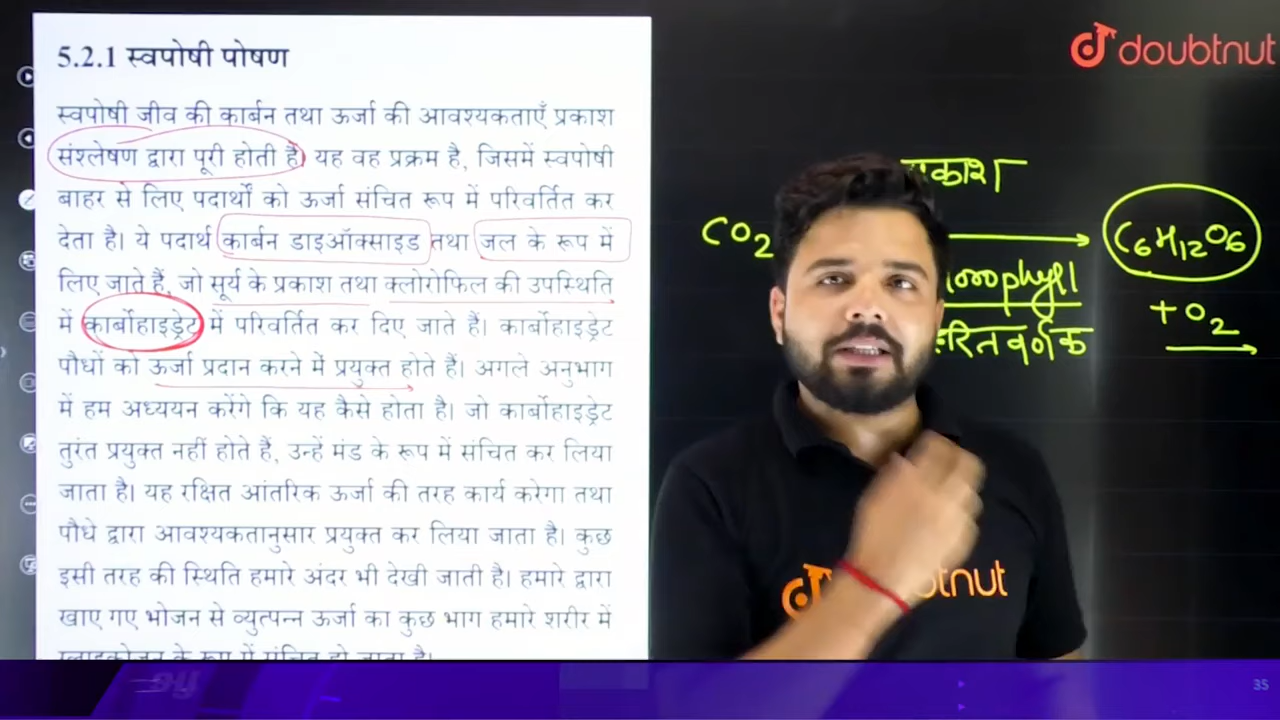 5.2.1 स्वपोषी पोषण
स्वपोषी जीव की कार्बन तथा ऊर्जा की आवश्यकताएँ प्रकाश
संश्लेषण द्वारा पूरी होती है। यह वह प्रक्रम है, जिसमें स्वपोषी
बाहर से लिए पदार्थों को ऊर्जा संचित रूप में परिवर्तित कर
देता है। ये पदार्थ कार्बन डाइऑक्साइड तथा जल के रूप में
लिए जाते हैं, जो सूर्य के प्रकाश तथा क्लोरोफिल की उपस्थिति
में कार्बोहाइड्रेट में परिवर्तित कर दिए जाते हैं। कार्बोहाइड्रेट
पौधों को ऊर्जा प्रदान करने में प्रयुक्त होते हैं। अगले अनुभाग
में हम अध्ययन करेंगे कि यह कैसे होता है। जो कार्बोहाइड्रेट
तुरंत प्रयुक्त नहीं होते हैं, उन्हें मंड के रूप में संचित कर लिया
जाता है। यह रक्षित आंतरिक ऊर्जा की तरह कार्य करेगा तथा
पौधे द्वारा आवश्यकतानुसार प्रयुक्त कर लिया जाता है। कुछ
इसी तरह की स्थिति हमारे अंदर भी देखी जाती है। हमारे द्वारा
खाए गए भोजन से व्युत्पन्न ऊर्जा का कुछ भाग हमारे शरीर में
doubtnut
CO2
C6H12O6
+ O2
35